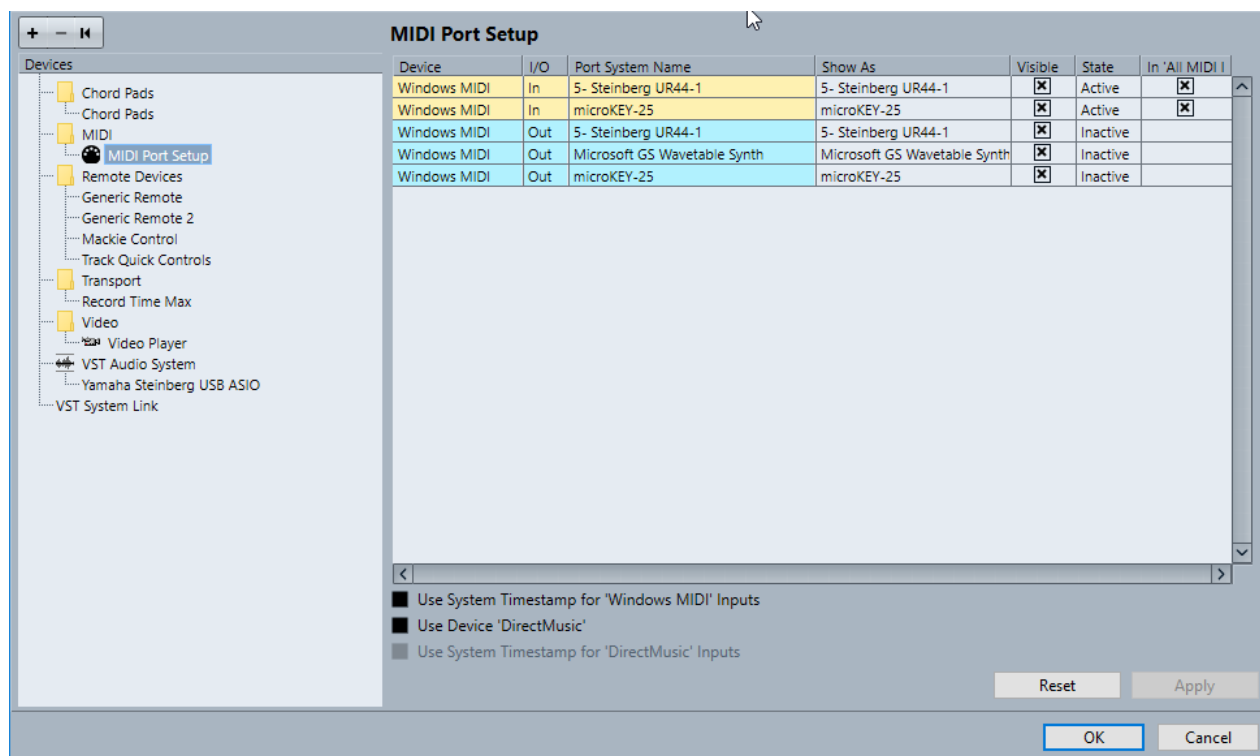 MIDI Port Setup
Devices
Chord Pads
Chord Pads
MIDI
MIDI Port Setup
Remote Devices
Generic Remote
Generic Remote 2
Mackie Control
Track Quick Controls
Transport
Record Time Max
Video
Video Player
VST Audio System
Yamaha Steinberg USB ASIO
VST System Link
Device I/O Port System Name Show As Visible State In 'All MIDI I
Windows MIDI In 5- Steinberg UR44-1 5- Steinberg UR44-1 Active
Windows MIDI In microKEY-25 microKEY-25 Active
Windows MIDI Out 5- Steinberg UR44-1 5- Steinberg UR44-1 Inactive
Windows MIDI Out Microsoft GS Wavetable Synth Microsoft GS Wavetable Synth Inactive
Windows MIDI Out microKEY-25 microKEY-25 Inactive
Use System Timestamp for 'Windows MIDI' Inputs
Use Device 'DirectMusic'
Use System Timestamp for 'DirectMusic' Inputs
Reset Apply
OK Cancel